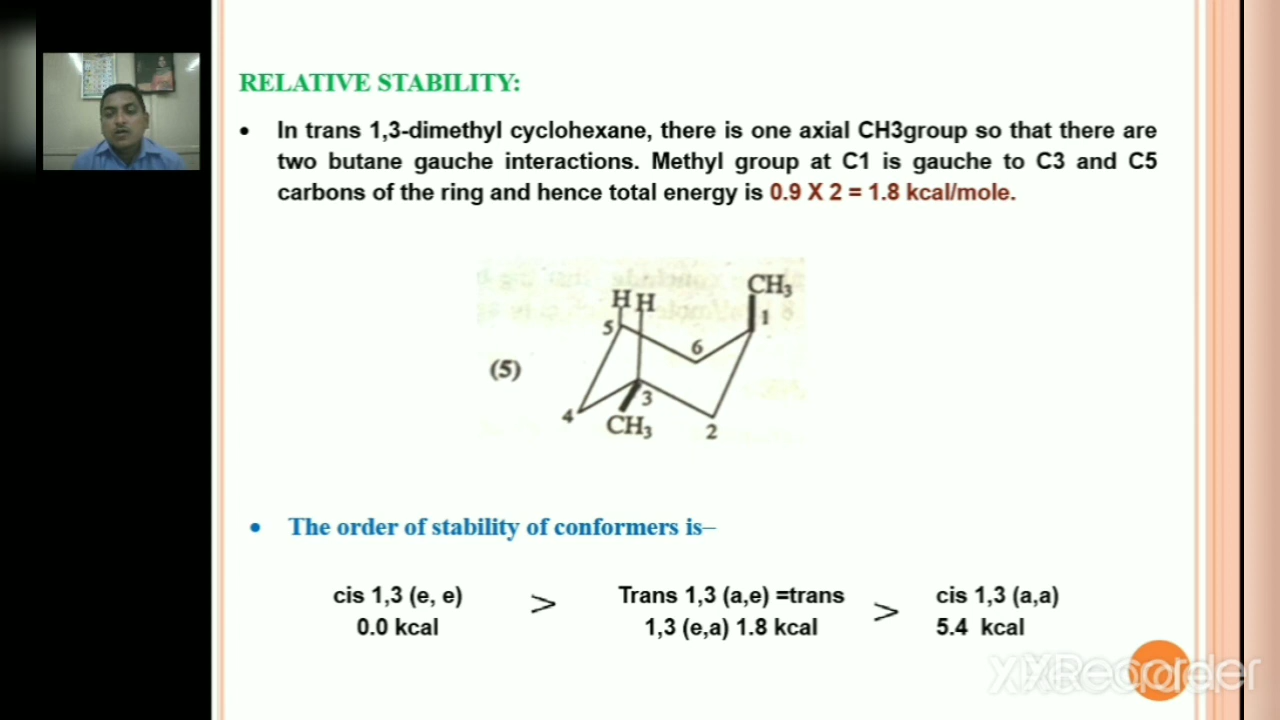 RELATIVE STABILITY:
• In trans 1,3-dimethyl cyclohexane, there is one axial CH3group so that there are
two butane gauche interactions. Methyl group at C1 is gauche to C3 and C5
carbons of the ring and hence total energy is 0.9 X 2 = 1.8 kcal/mole.
CH₃
H H
1
5
6
(5)
3
4
CH₃
2
• The order of stability of conformers is–
cis 1,3 (e, e) > Trans 1,3 (a,e) =trans > cis 1,3 (a,a)
0.0 kcal 1,3 (e,a) 1.8 kcal 5.4 kcal
XRecorder